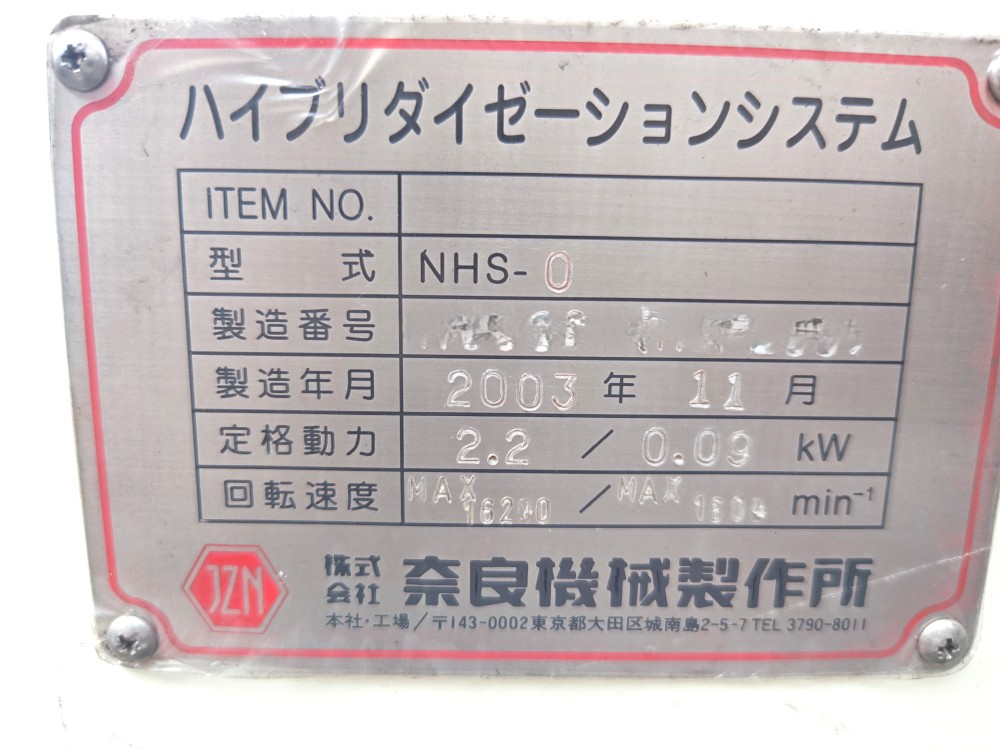 ハイブリダイゼーションシステム
ITEM NO.
型 式 NHS-0
製造番号
製造年月 2003 年 11 月
定格動力 2.2 / 0.09 kW
回転速度 MAX 16200 / MAX min⁻¹
JZN
株式会社 奈良機械製作所
本社・工場/〒143-0002東京都大田区城南島2-5-7 TEL 3790-8011